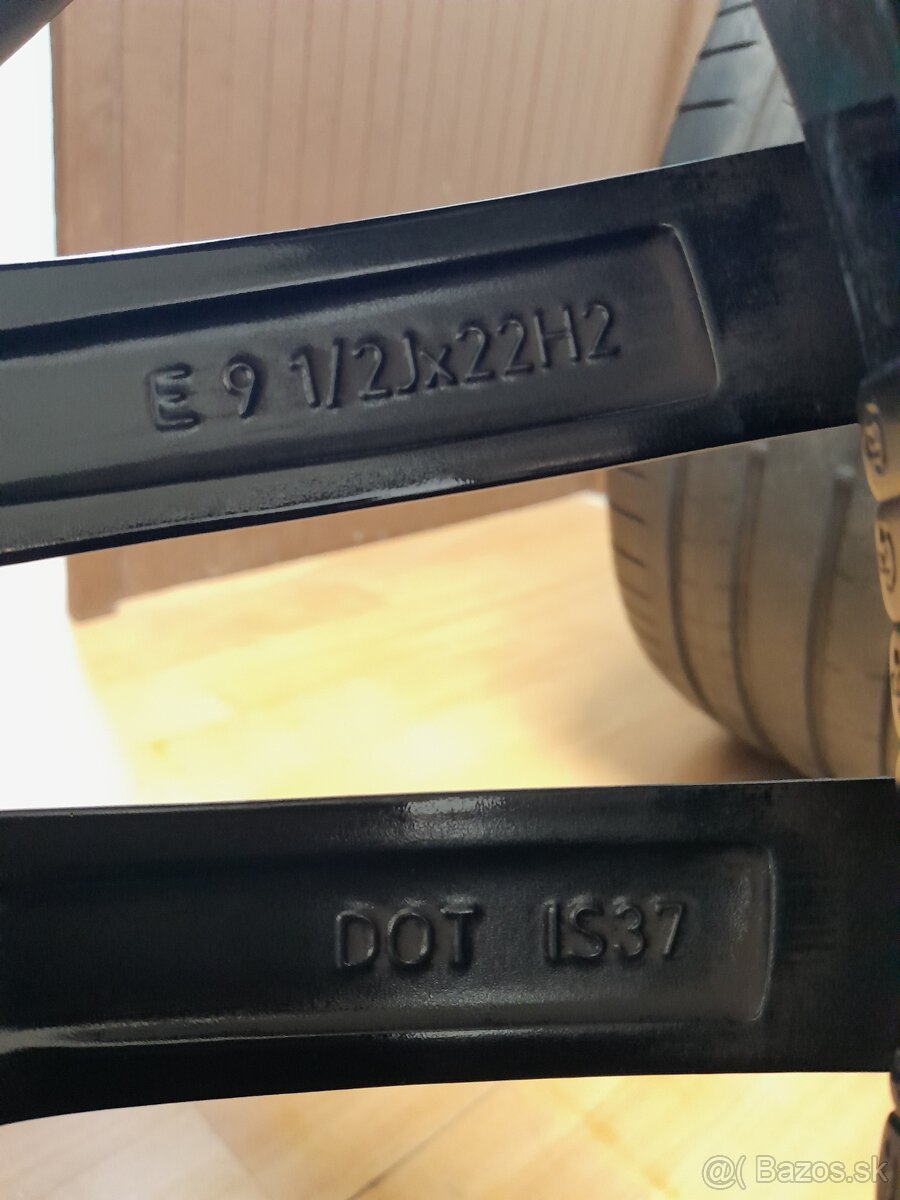 E 9 1/2Jx22H2
DOT IS37
@( Bazos.sk